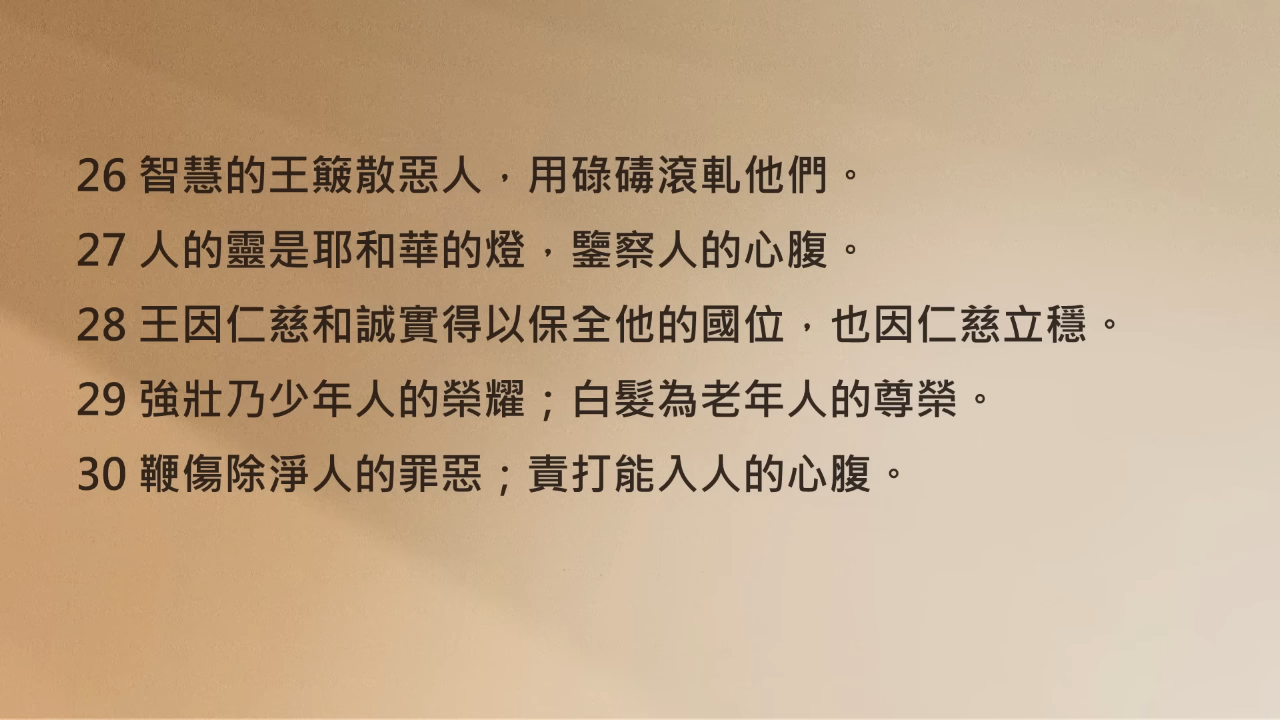 26 智慧的王簸散惡人，用碌碡滾軋他們。
27 人的靈是耶和華的燈，鑒察人的心腹。
28 王因仁慈和誠實得以保全他的國位，也因仁慈立穩。
29 強壯乃少年人的榮耀；白髮為老年人的尊榮。
30 鞭傷除淨人的罪惡；責打能入人的心腹。